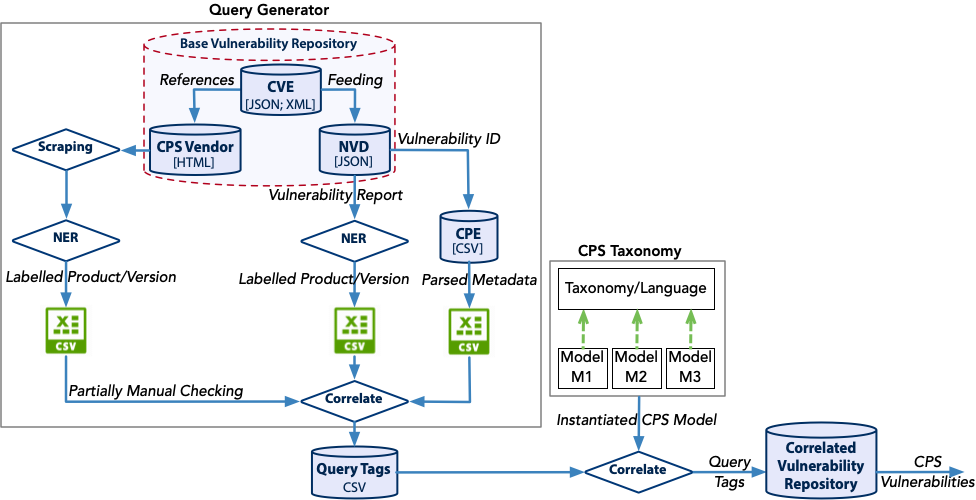 Query Generator
Base Vulnerability Repository
References
CVE
[JSON; XML]
Feeding
Scraping
CPS Vendor
[HTML]
NVD
[JSON]
Vulnerability ID
Vulnerability Report
NER
NER
CPE
[CSV]
Labelled Product/Version
Labelled Product/Version
Parsed Metadata
CSV
CSV
CSV
Partially Manual Checking
Correlate
CPS Taxonomy
Taxonomy/Language
Model
M1
Model
M2
Model
M3
Instantiated CPS Model
Query Tags
CSV
Correlate
Query
Tags
Correlated
Vulnerability
Repository
CPS
Vulnerabilities